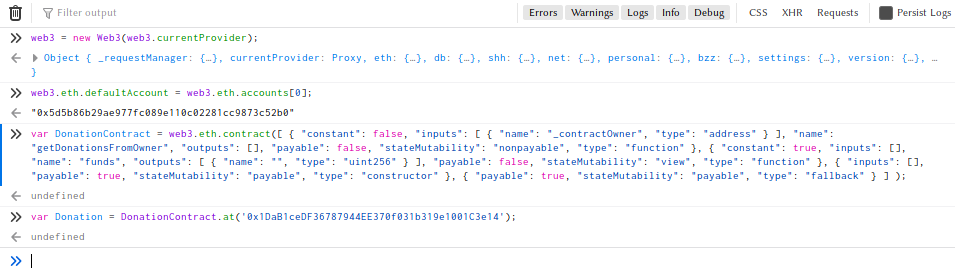 Filter output
Errors Warnings Logs Info Debug CSS XHR Requests Persist Logs
web3 = new Web3(web3.currentProvider);
Object { _requestManager: {…}, currentProvider: Proxy, eth: {…}, db: {…}, shh: {…}, net: {…}, personal: {…}, bzz: {…}, settings: {…}, version: {…}, …
}
web3.eth.defaultAccount = web3.eth.accounts[0];
"0x5d5b86b29ae977fc089e110c02281cc9873c52b0"
var DonationContract = web3.eth.contract([ { "constant": false, "inputs": [ { "name": "_contractOwner", "type": "address" } ], "name":
"getDonationsFromOwner", "outputs": [], "payable": false, "stateMutability": "nonpayable", "type": "function" }, { "constant": true, "inputs": [],
"name": "funds", "outputs": [ { "name": "", "type": "uint256" } ], "payable": false, "stateMutability": "view", "type": "function" }, { "inputs": [],
"payable": true, "stateMutability": "payable", "type": "constructor" }, { "payable": true, "stateMutability": "payable", "type": "fallback" } ] );
undefined
var Donation = DonationContract.at('0x1DaB1ceDF36787944EE370f031b319e1001C3e14');
undefined